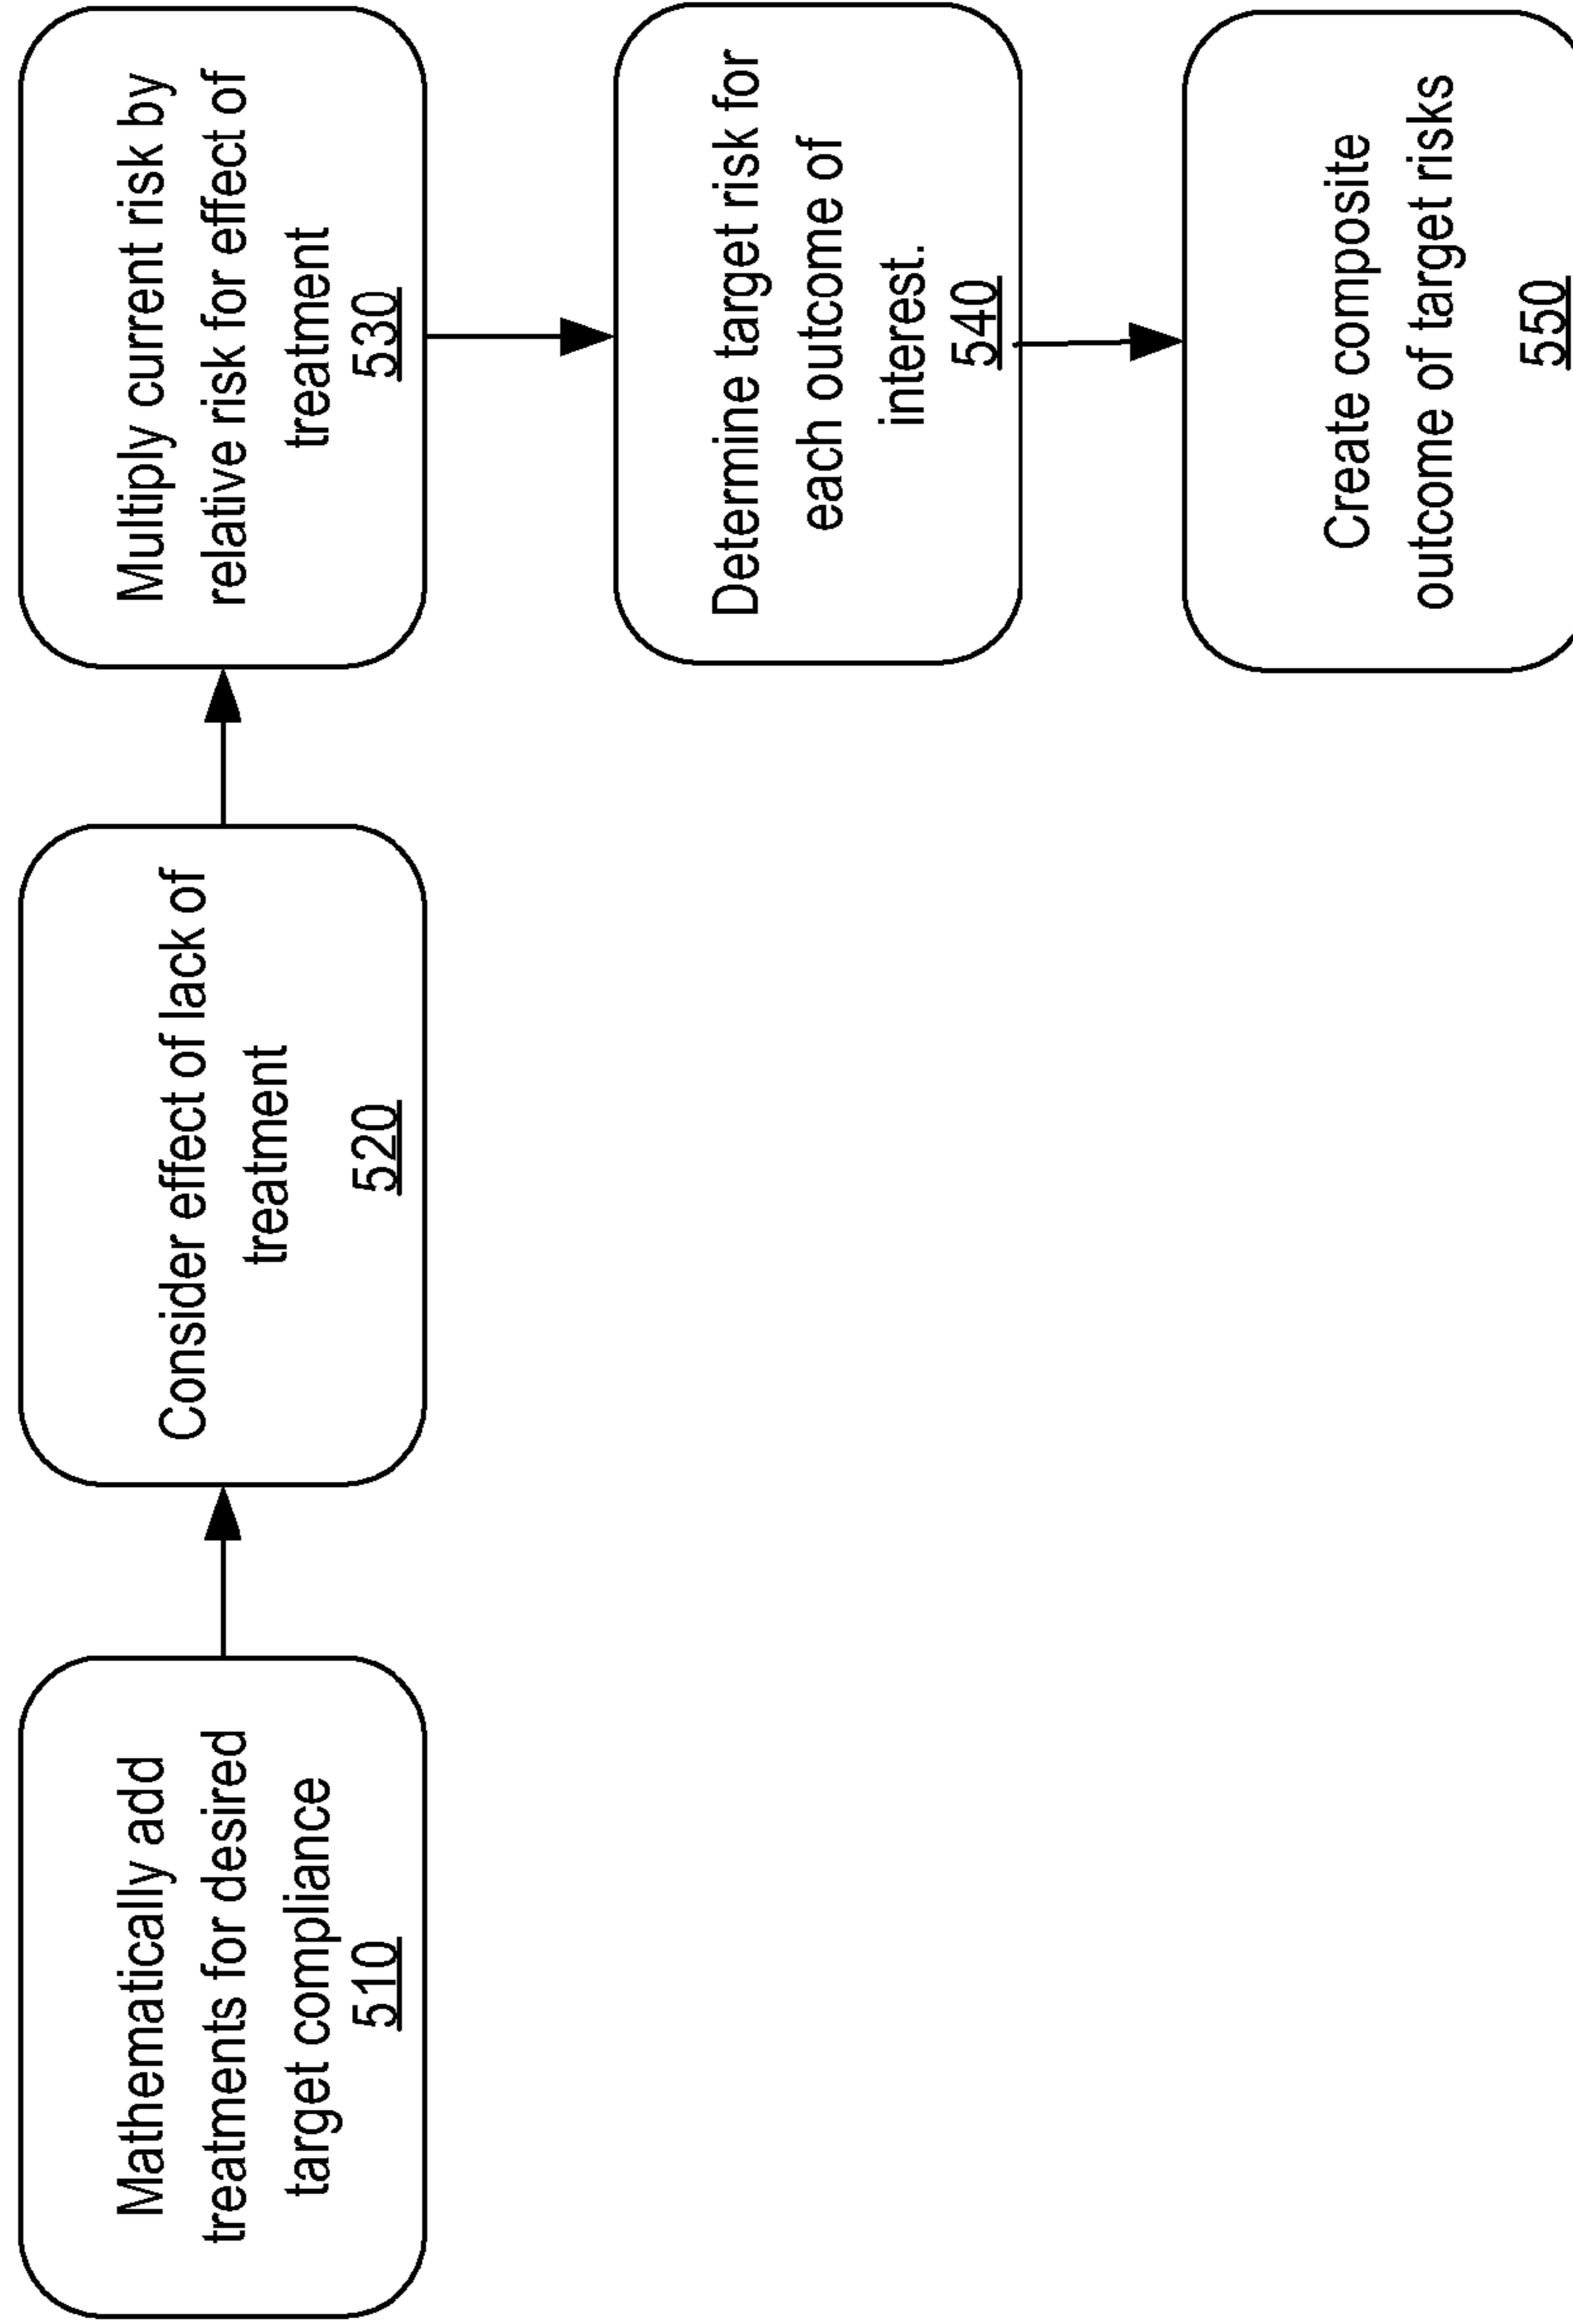 Mathematically add
treatments for desired
target compliance
510
Consider effect of lack of
treatment
520
Multiply current risk by
relative risk for effect of
treatment
530
Determine target risk for
each outcome of
interest.
540
Create composite
outcome of target risks
550